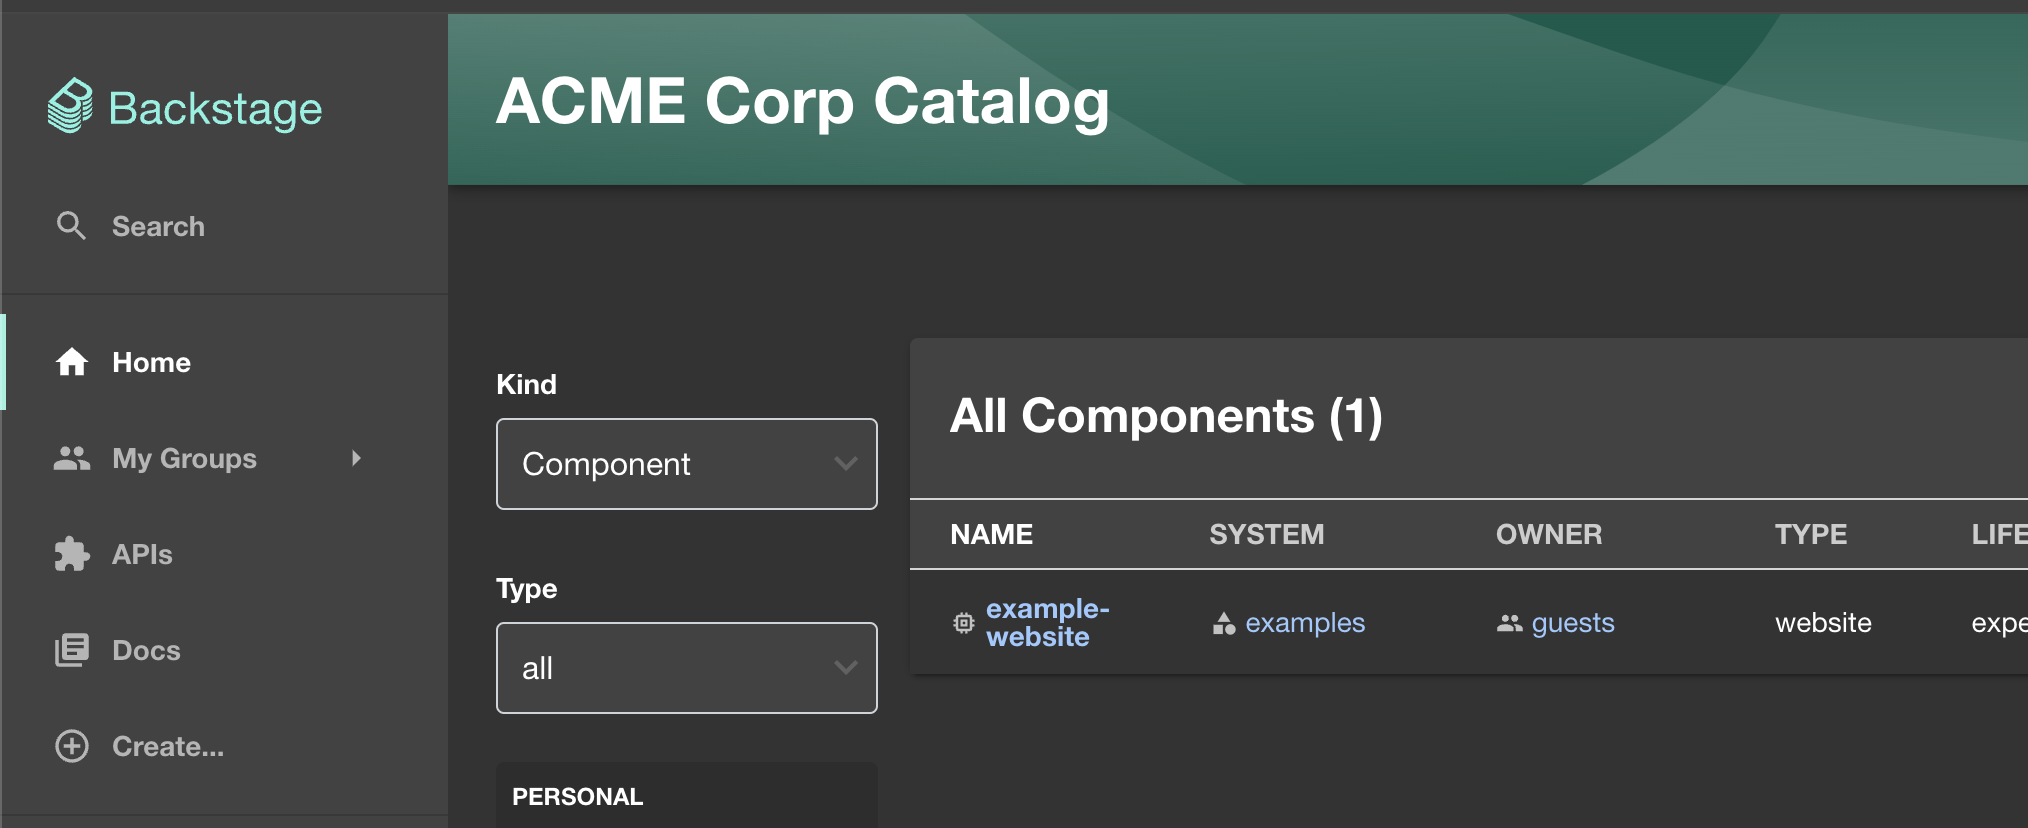 Backstage
Search
Home
My Groups
APIs
Docs
Create...
ACME Corp Catalog
Kind
Component
Type
all
PERSONAL
All Components (1)
NAME SYSTEM OWNER TYPE LIFE
example-
website examples guests website expe